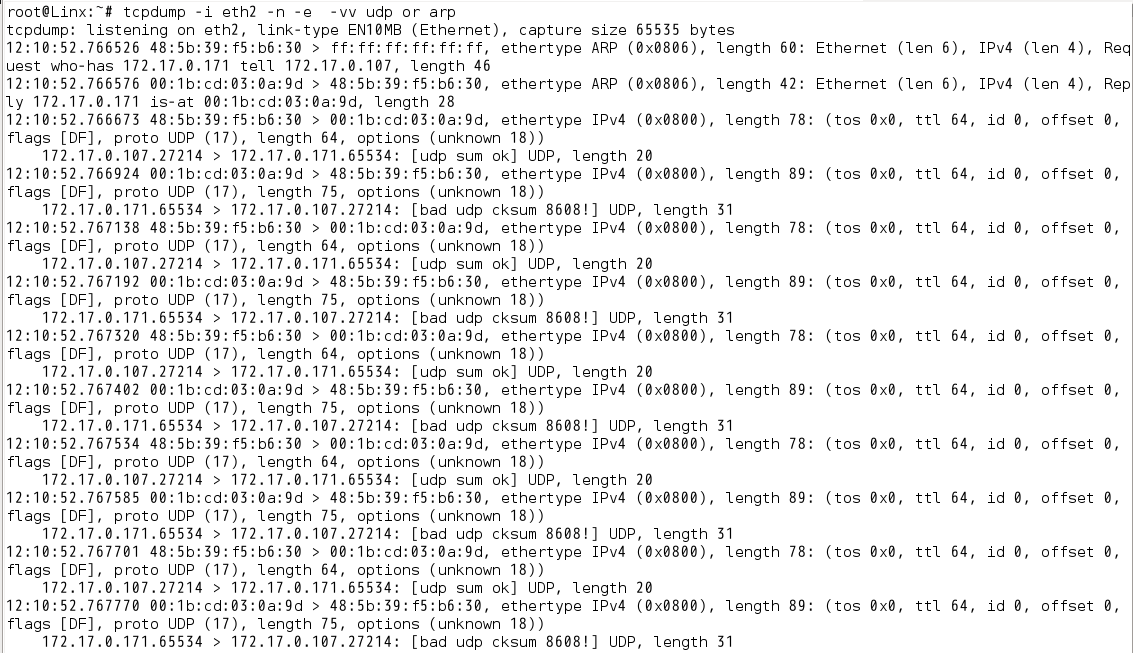 root@Linx:~# tcpdump -i eth2 -n -e  -vv udp or arp
tcpdump: listening on eth2, link-type EN10MB (Ethernet), capture size 65535 bytes
12:10:52.766526 48:5b:39:f5:b6:30 > ff:ff:ff:ff:ff:ff, ethertype ARP (0x0806), length 60: Ethernet (len 6), IPv4 (len 4), Req
uest who-has 172.17.0.171 tell 172.17.0.107, length 46
12:10:52.766576 00:1b:cd:03:0a:9d > 48:5b:39:f5:b6:30, ethertype ARP (0x0806), length 42: Ethernet (len 6), IPv4 (len 4), Rep
ly 172.17.0.171 is-at 00:1b:cd:03:0a:9d, length 28
12:10:52.766673 48:5b:39:f5:b6:30 > 00:1b:cd:03:0a:9d, ethertype IPv4 (0x0800), length 78: (tos 0x0, ttl 64, id 0, offset 0,
flags [DF], proto UDP (17), length 64, options (unknown 18))
    172.17.0.107.27214 > 172.17.0.171.65534: [udp sum ok] UDP, length 20
12:10:52.766924 00:1b:cd:03:0a:9d > 48:5b:39:f5:b6:30, ethertype IPv4 (0x0800), length 89: (tos 0x0, ttl 64, id 0, offset 0,
flags [DF], proto UDP (17), length 75, options (unknown 18))
    172.17.0.171.65534 > 172.17.0.107.27214: [bad udp cksum 8608!] UDP, length 31
12:10:52.767138 48:5b:39:f5:b6:30 > 00:1b:cd:03:0a:9d, ethertype IPv4 (0x0800), length 78: (tos 0x0, ttl 64, id 0, offset 0,
flags [DF], proto UDP (17), length 64, options (unknown 18))
    172.17.0.107.27214 > 172.17.0.171.65534: [udp sum ok] UDP, length 20
12:10:52.767192 00:1b:cd:03:0a:9d > 48:5b:39:f5:b6:30, ethertype IPv4 (0x0800), length 89: (tos 0x0, ttl 64, id 0, offset 0,
flags [DF], proto UDP (17), length 75, options (unknown 18))
    172.17.0.171.65534 > 172.17.0.107.27214: [bad udp cksum 8608!] UDP, length 31
12:10:52.767320 48:5b:39:f5:b6:30 > 00:1b:cd:03:0a:9d, ethertype IPv4 (0x0800), length 78: (tos 0x0, ttl 64, id 0, offset 0,
flags [DF], proto UDP (17), length 64, options (unknown 18))
    172.17.0.107.27214 > 172.17.0.171.65534: [udp sum ok] UDP, length 20
12:10:52.767402 00:1b:cd:03:0a:9d > 48:5b:39:f5:b6:30, ethertype IPv4 (0x0800), length 89: (tos 0x0, ttl 64, id 0, offset 0,
flags [DF], proto UDP (17), length 75, options (unknown 18))
    172.17.0.171.65534 > 172.17.0.107.27214: [bad udp cksum 8608!] UDP, length 31
12:10:52.767534 48:5b:39:f5:b6:30 > 00:1b:cd:03:0a:9d, ethertype IPv4 (0x0800), length 78: (tos 0x0, ttl 64, id 0, offset 0,
flags [DF], proto UDP (17), length 64, options (unknown 18))
    172.17.0.107.27214 > 172.17.0.171.65534: [udp sum ok] UDP, length 20
12:10:52.767585 00:1b:cd:03:0a:9d > 48:5b:39:f5:b6:30, ethertype IPv4 (0x0800), length 89: (tos 0x0, ttl 64, id 0, offset 0,
flags [DF], proto UDP (17), length 75, options (unknown 18))
    172.17.0.171.65534 > 172.17.0.107.27214: [bad udp cksum 8608!] UDP, length 31
12:10:52.767701 48:5b:39:f5:b6:30 > 00:1b:cd:03:0a:9d, ethertype IPv4 (0x0800), length 78: (tos 0x0, ttl 64, id 0, offset 0,
flags [DF], proto UDP (17), length 64, options (unknown 18))
    172.17.0.107.27214 > 172.17.0.171.65534: [udp sum ok] UDP, length 20
12:10:52.767770 00:1b:cd:03:0a:9d > 48:5b:39:f5:b6:30, ethertype IPv4 (0x0800), length 89: (tos 0x0, ttl 64, id 0, offset 0,
flags [DF], proto UDP (17), length 75, options (unknown 18))
    172.17.0.171.65534 > 172.17.0.107.27214: [bad udp cksum 8608!] UDP, length 31